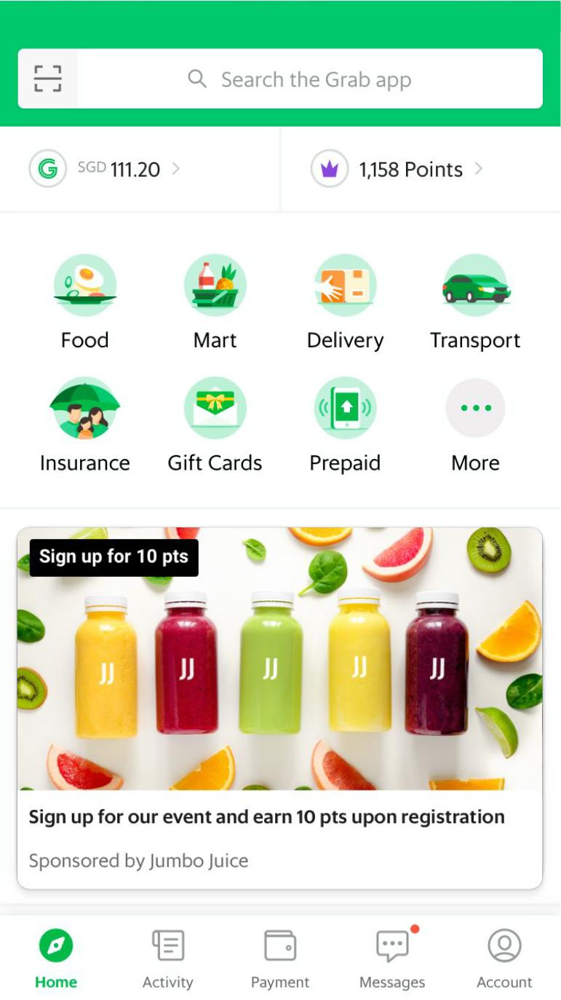 Search the Grab app
SGD 111.20
1,158 Points
Food
Mart
Delivery
Transport
Insurance
Gift Cards
Prepaid
More
Sign up for 10 pts
JJ
JJ
JJ
JJ
JJ
Sign up for our event and earn 10 pts upon registration
Sponsored by Jumbo Juice
Home
Activity
Payment
Messages
Account